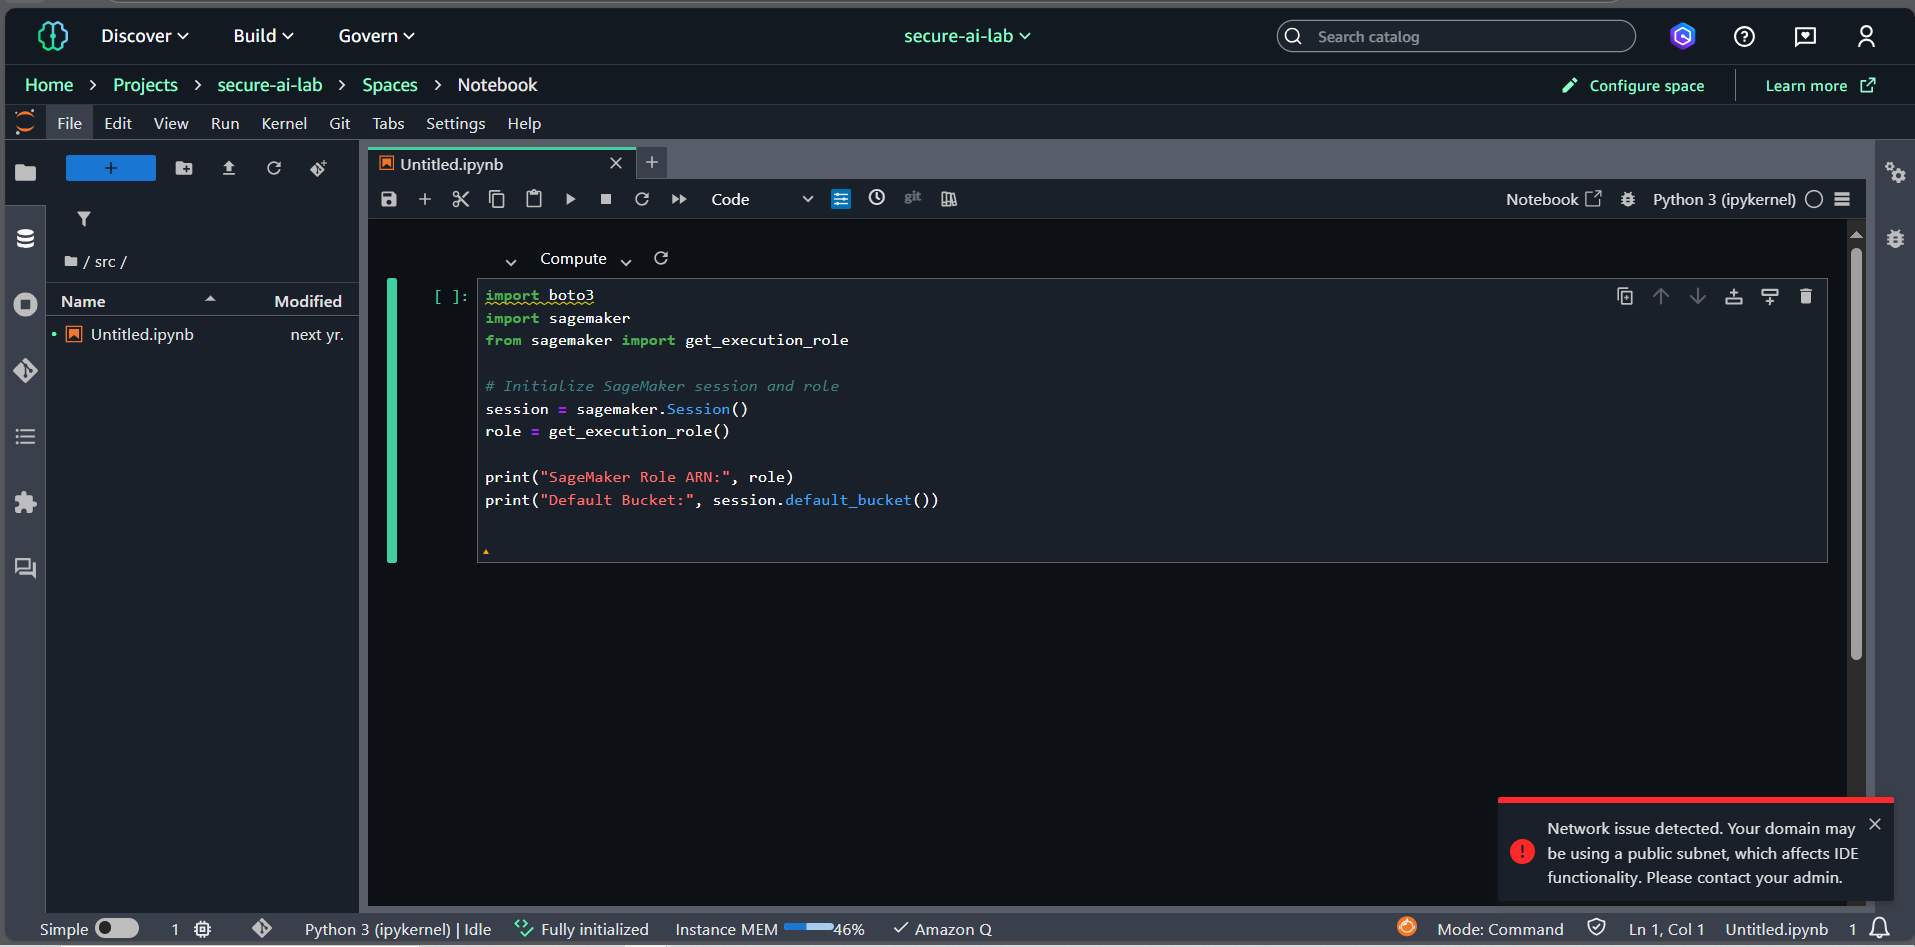 Discover
Build
Govern
secure-ai-lab
Search catalog
Home > Projects > secure-ai-lab > Spaces > Notebook
Configure space
Learn more
File Edit View Run Kernel Git Tabs Settings Help
+
Untitled.ipynb
Code
git
Notebook
Python 3 (ipykernel)
/ src /
Name Modified
Untitled.ipynb next yr.
Compute
[ ]:
import boto3
import sagemaker
from sagemaker import get_execution_role
# Initialize SageMaker session and role
session = sagemaker.Session()
role = get_execution_role()
print("SageMaker Role ARN:", role)
print("Default Bucket:", session.default_bucket())
Network issue detected. Your domain may
be using a public subnet, which affects IDE
functionality. Please contact your admin.
Simple 1 Python 3 (ipykernel) | Idle Fully initialized Instance MEM 46% Amazon Q Mode: Command Ln 1, Col 1 Untitled.ipynb 1